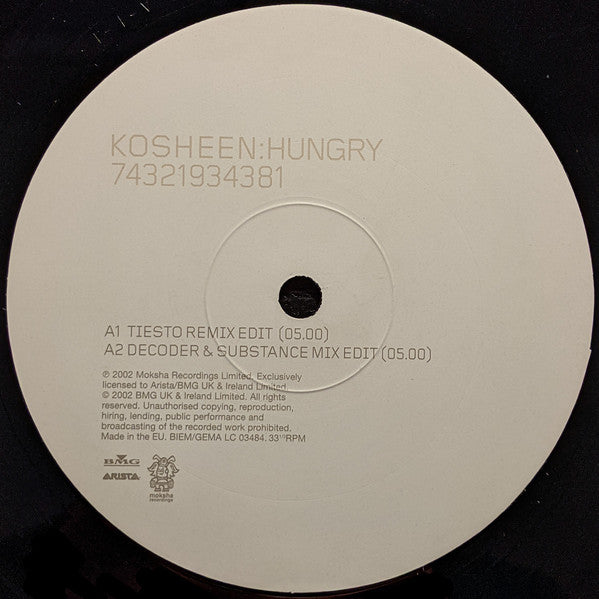 KOSHEEN:HUNGRY
74321934381
A1 TIESTO REMIX EDIT (05.00)
A2 DECODER & SUBSTANCE MIX EDIT (05.00)
℗ 2002 Moksha Recordings Limited. Exclusively
licensed to Arista/BMG UK & Ireland Limited.
© 2002 BMG UK & Ireland Limited. All rights
reserved. Unauthorised copying, reproduction,
hiring, lending, public performance and
broadcasting of the recorded work prohibited.
Made in the EU. BIEM/GEMA LC 03484. 33⅓RPM
BMG
ARISTA
moksha
recordings